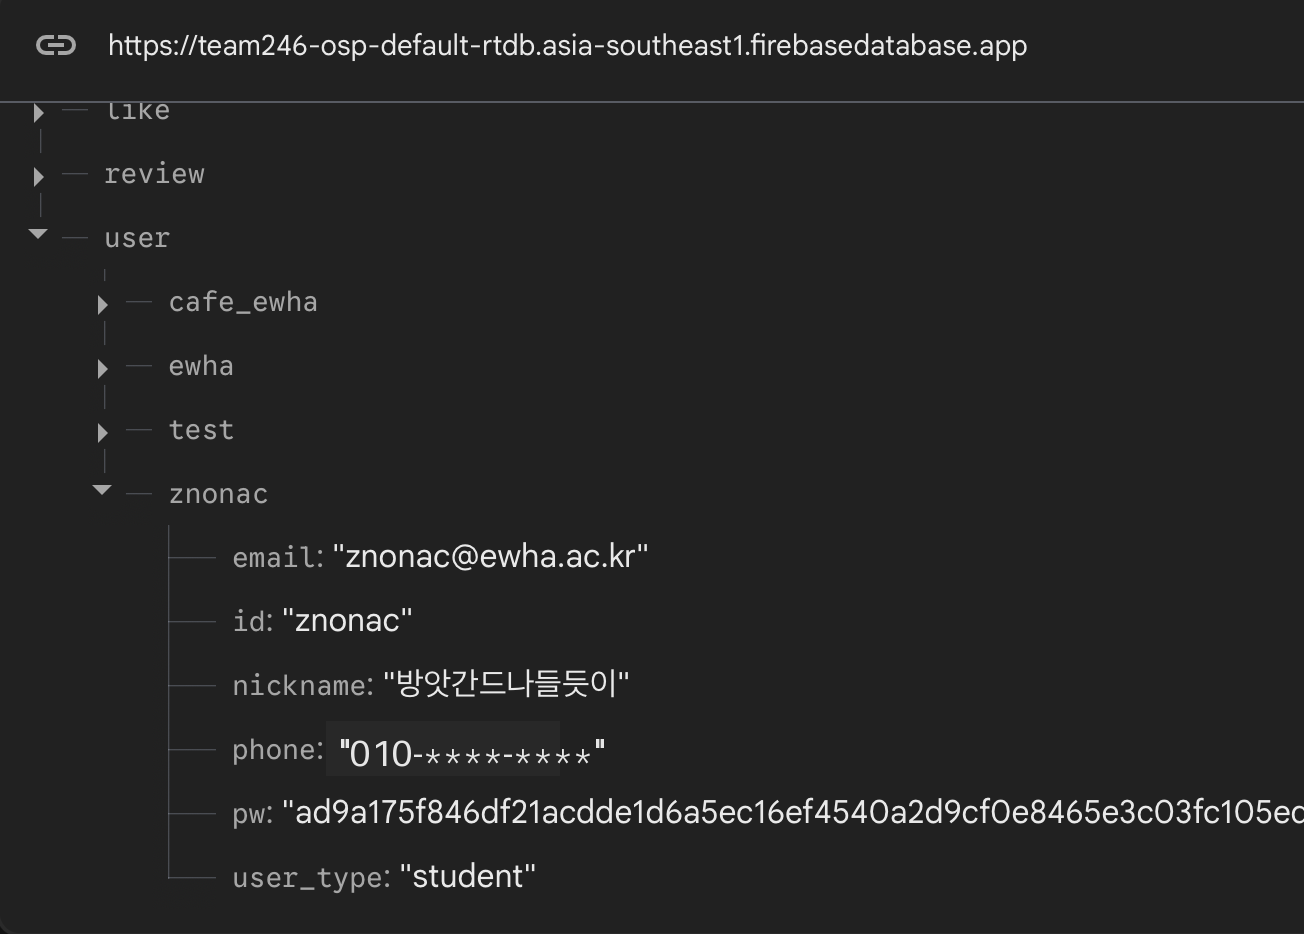 https://team246-osp-default-rtdb.asia-southeast1.firebasedatabase.app
like
review
user
cafe_ewha
ewha
test
znonac
email: "znonac@ewha.ac.kr"
id: "znonac"
nickname: "방앗간드나들듯이"
phone: "010-****-****"
pw: "ad9a175f846df21acdde1d6a5ec16ef4540a2d9cf0e8465e3c03fc105ed
user_type: "student"